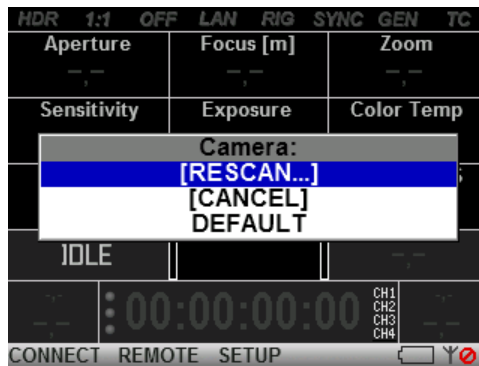 HDR 1:1 OFF LAN RIG SYNC GEN TC
Aperture Focus [m] Zoom
-,- -,- -,-
Sensitivity Exposure Color Temp
Camera:
[RESCAN...]
[CANCEL]
DEFAULT
IDLE -,-
-,- 00:00:00:00 CH1 -,-
CH2
-,- CH3 -,-
CH4
CONNECT REMOTE SETUP